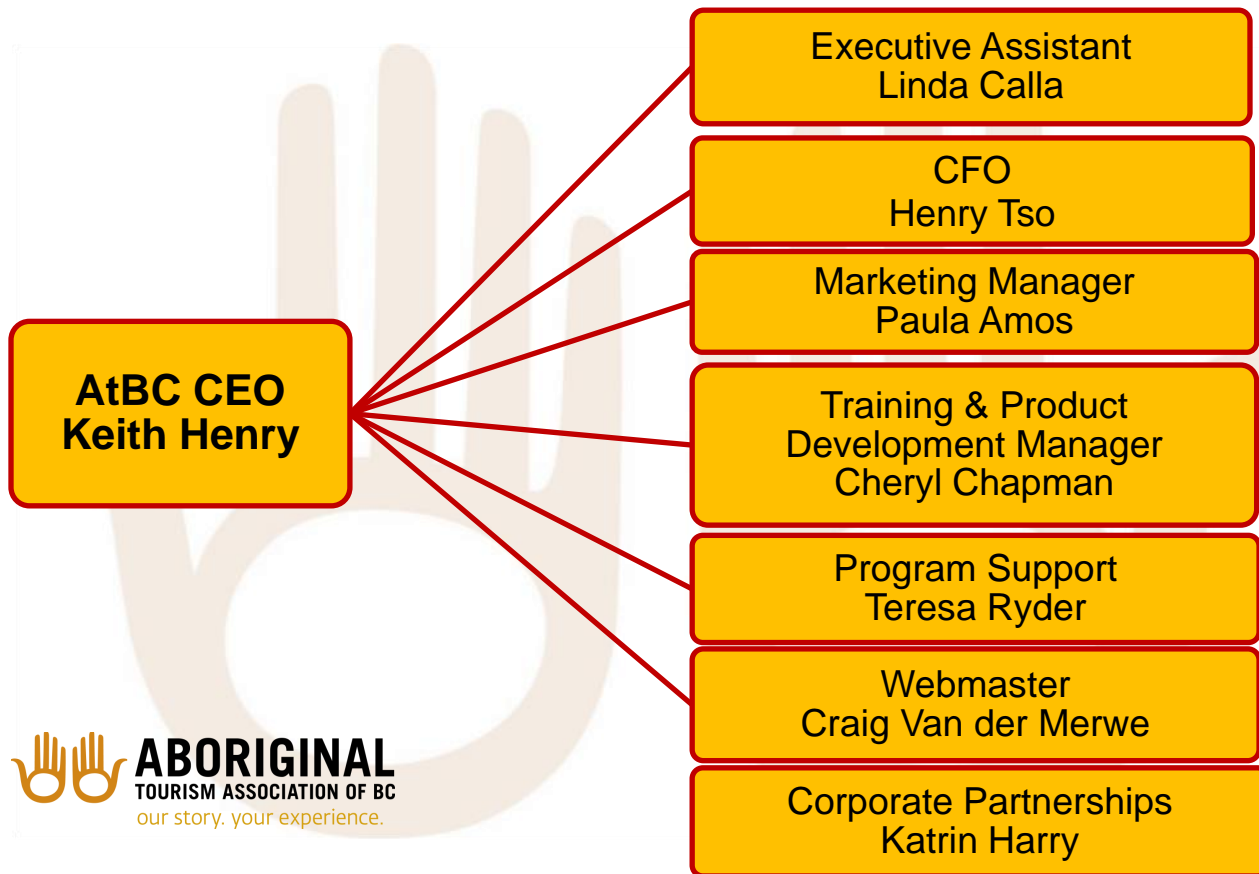 AtBC CEO
Keith Henry
Executive Assistant
Linda Calla
CFO
Henry Tso
Marketing Manager
Paula Amos
Training & Product
Development Manager
Cheryl Chapman
Program Support
Teresa Ryder
Webmaster
Craig Van der Merwe
Corporate Partnerships
Katrin Harry
ABORIGINAL
TOURISM ASSOCIATION OF BC
our story. your experience.